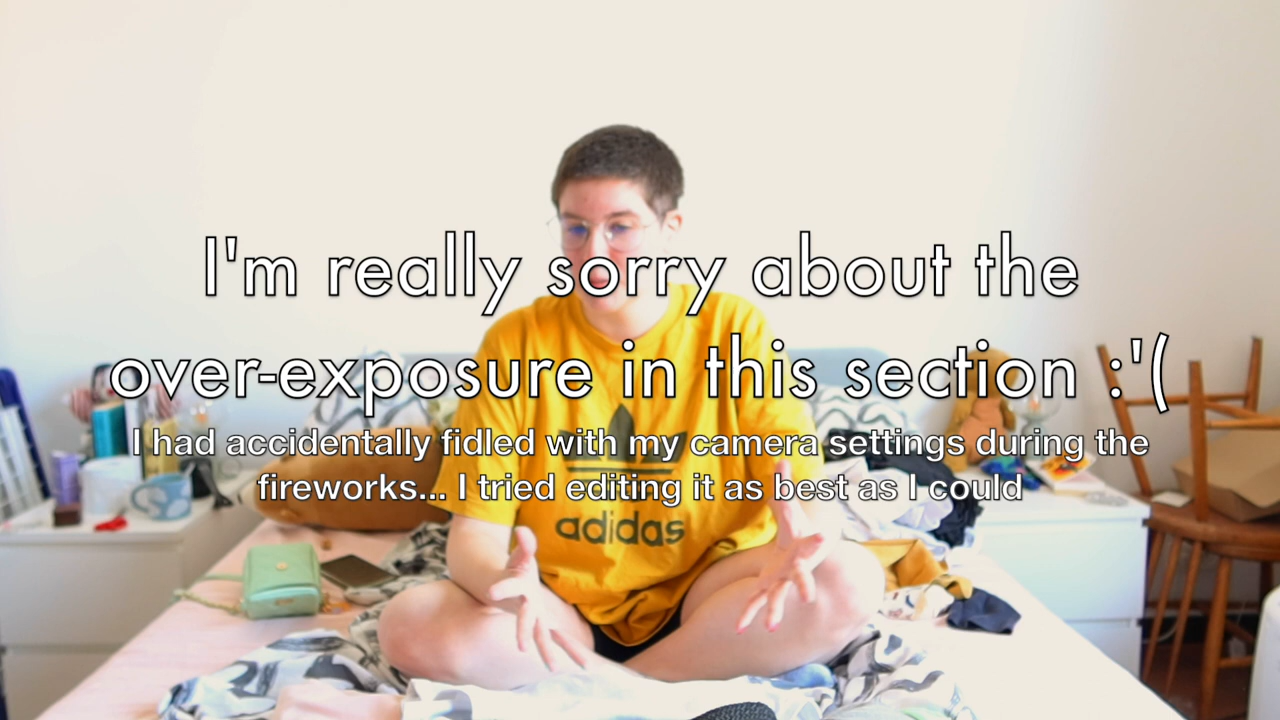 I'm really sorry about the
over-exposure in this section :'(
I had accidentally fidled with my camera settings during the
fireworks... I tried editing it as best as I could
adidas